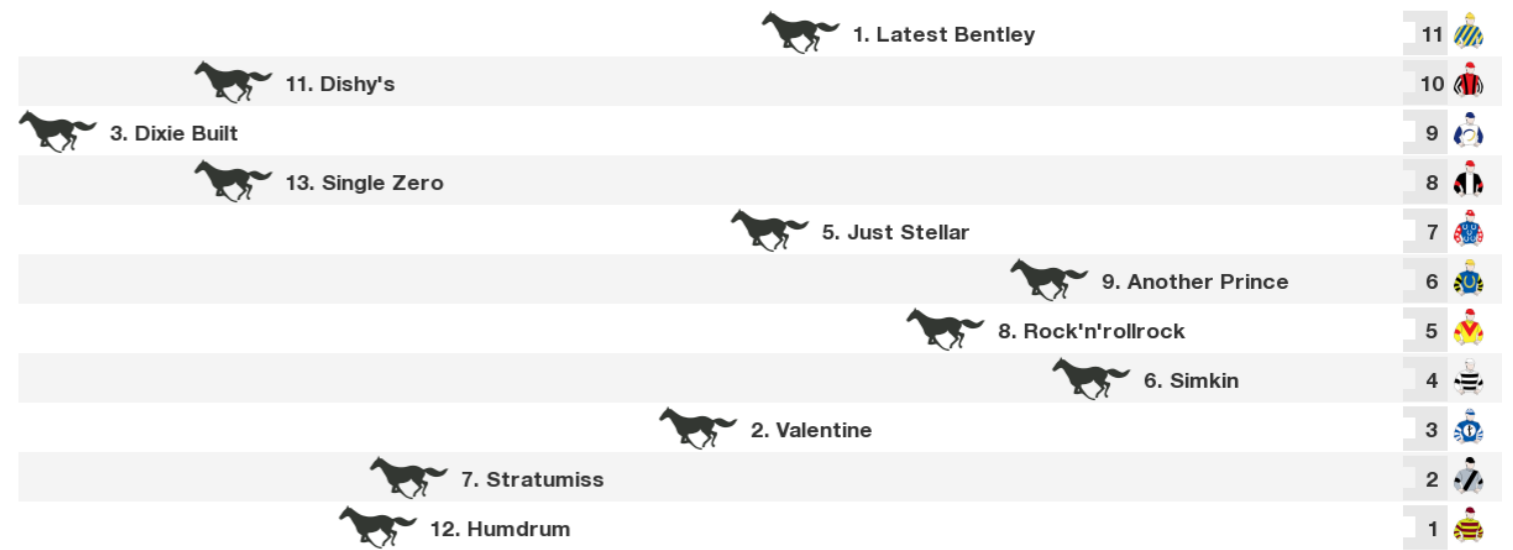 1. Latest Bentley 11
11. Dishy's 10
3. Dixie Built 9
13. Single Zero 8
5. Just Stellar 7
9. Another Prince 6
8. Rock'n'rollrock 5
6. Simkin 4
2. Valentine 3
7. Stratumiss 2
12. Humdrum 1